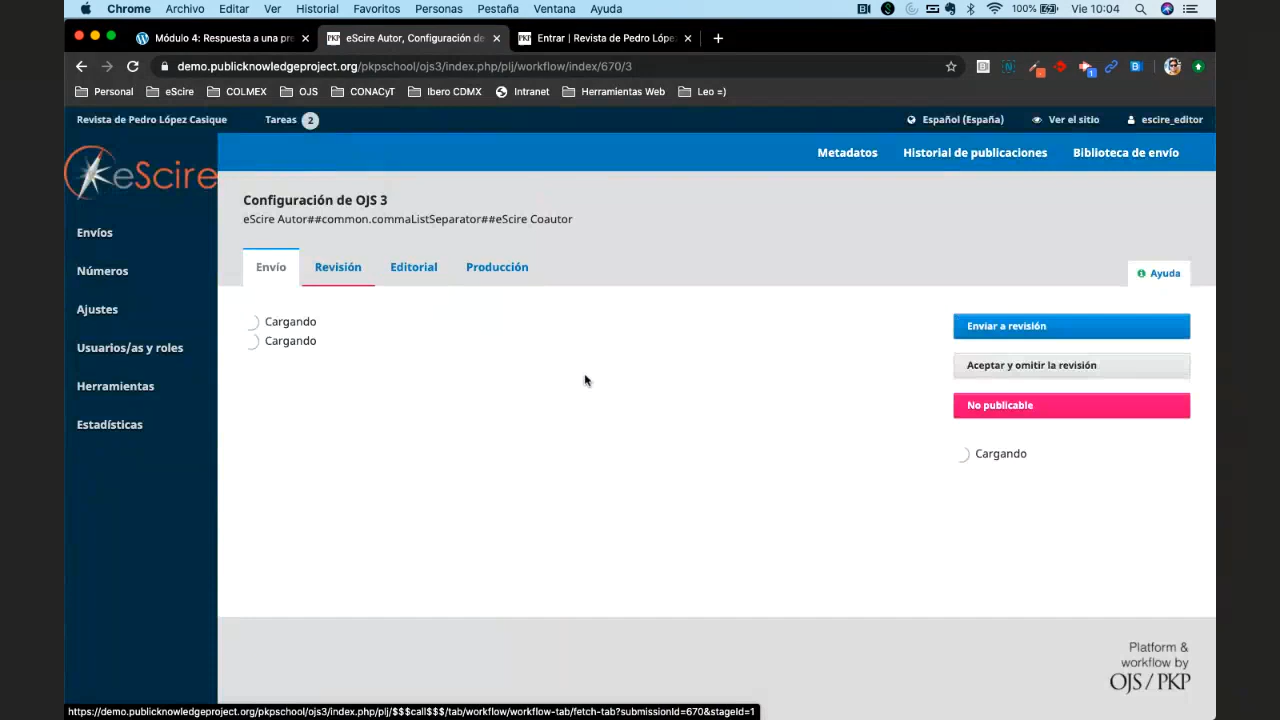 Chrome Archivo Editar Ver Historial Favoritos Personas Pestaña Ventana Ayuda 100% Vie 10:04
Módulo 4: Respuesta a una pr eScire Autor, Configuración de Entrar | Revista de Pedro López
demo.publicknowledgeproject.org/pkpschool/ojs3/index.php/plj/workflow/index/670/3
Personal eScire COLMEX OJS CONACyT Ibero CDMX Intranet Herramientas Web Leo =)
Revista de Pedro López Casique Tareas 2 Español (España) Ver el sitio escire_editor
Metadatos Historial de publicaciones Biblioteca de envío
eScire
Configuración de OJS 3
eScire Autor##common.commaListSeparator##eScire Coautor
Envíos
Números
Ajustes
Usuarios/as y roles
Herramientas
Estadísticas
Envío Revisión Editorial Producción
Ayuda
Cargando
Cargando
Enviar a revisión
Aceptar y omitir la revisión
No publicable
Cargando
Platform &
workflow by
OJS / PKP
https://demo.publicknowledgeproject.org/pkpschool/ojs3/index.php/plj/$$$call$$$/tab/workflow/workflow-tab/fetch-tab?submissionId=670&stageId=1